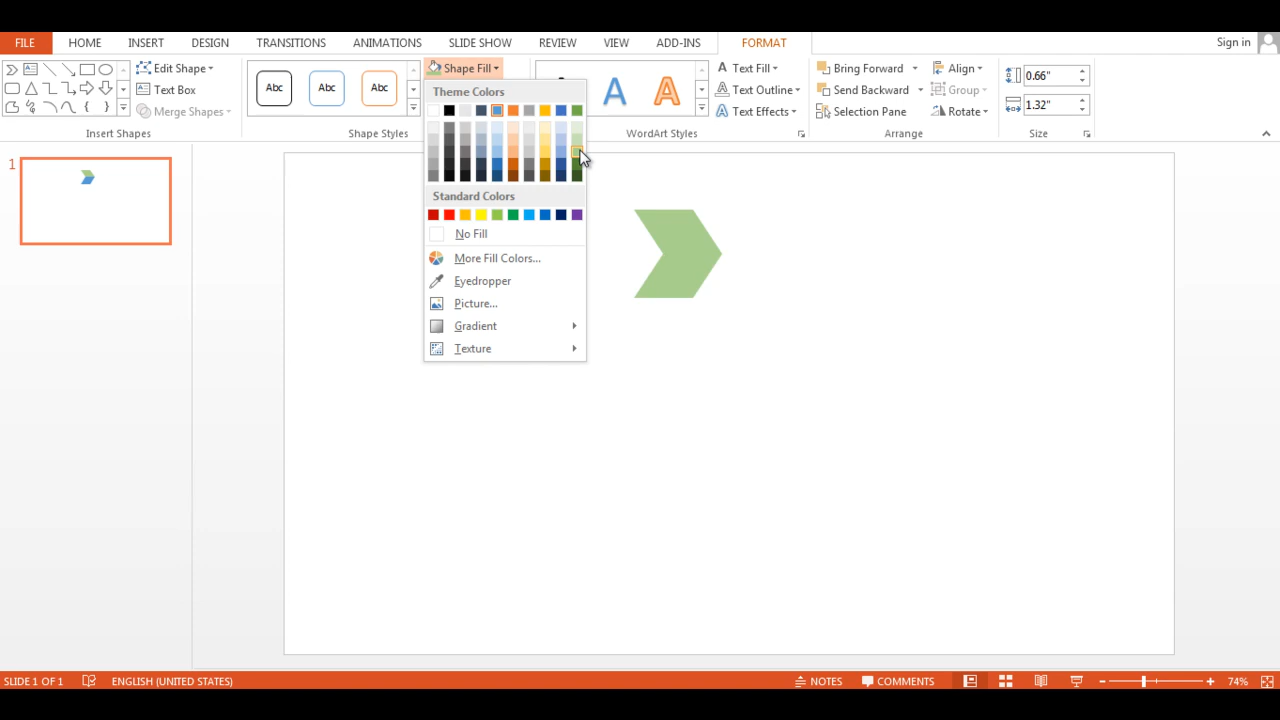 FILE HOME INSERT DESIGN TRANSITIONS ANIMATIONS SLIDE SHOW REVIEW VIEW ADD-INS FORMAT Sign in
Edit Shape
Text Box
Merge Shapes
Insert Shapes
Abc Abc Abc
Shape Styles
Shape Fill
A A
WordArt Styles
A Text Fill
A Text Outline
A Text Effects
Bring Forward
Send Backward
Selection Pane
Align
Group
Rotate
Arrange
0.66"
1.32"
Size
Theme Colors
Standard Colors
No Fill
More Fill Colors...
Eyedropper
Picture...
Gradient
Texture
1
SLIDE 1 OF 1 ENGLISH (UNITED STATES) NOTES COMMENTS 74%